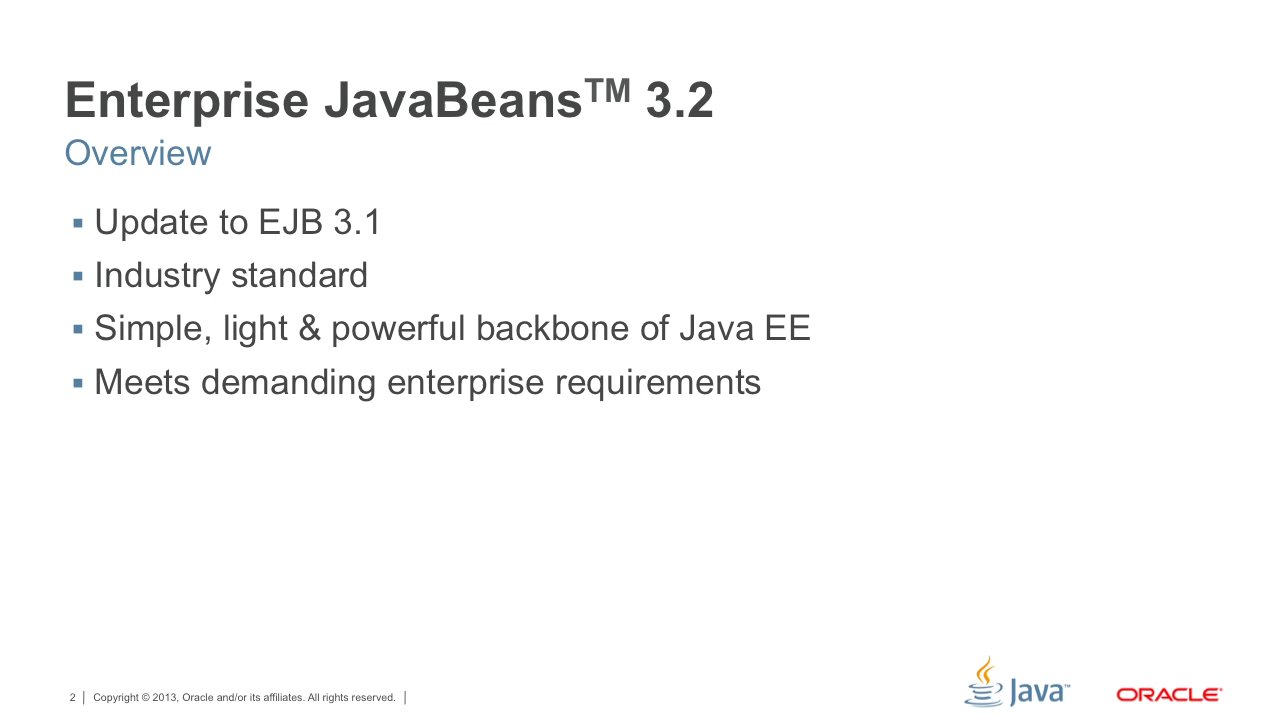 Enterprise JavaBeans™ 3.2
Overview
▪ Update to EJB 3.1
▪ Industry standard
▪ Simple, light & powerful backbone of Java EE
▪ Meets demanding enterprise requirements
2 | Copyright © 2013, Oracle and/or its affiliates. All rights reserved. |
Java™
ORACLE®